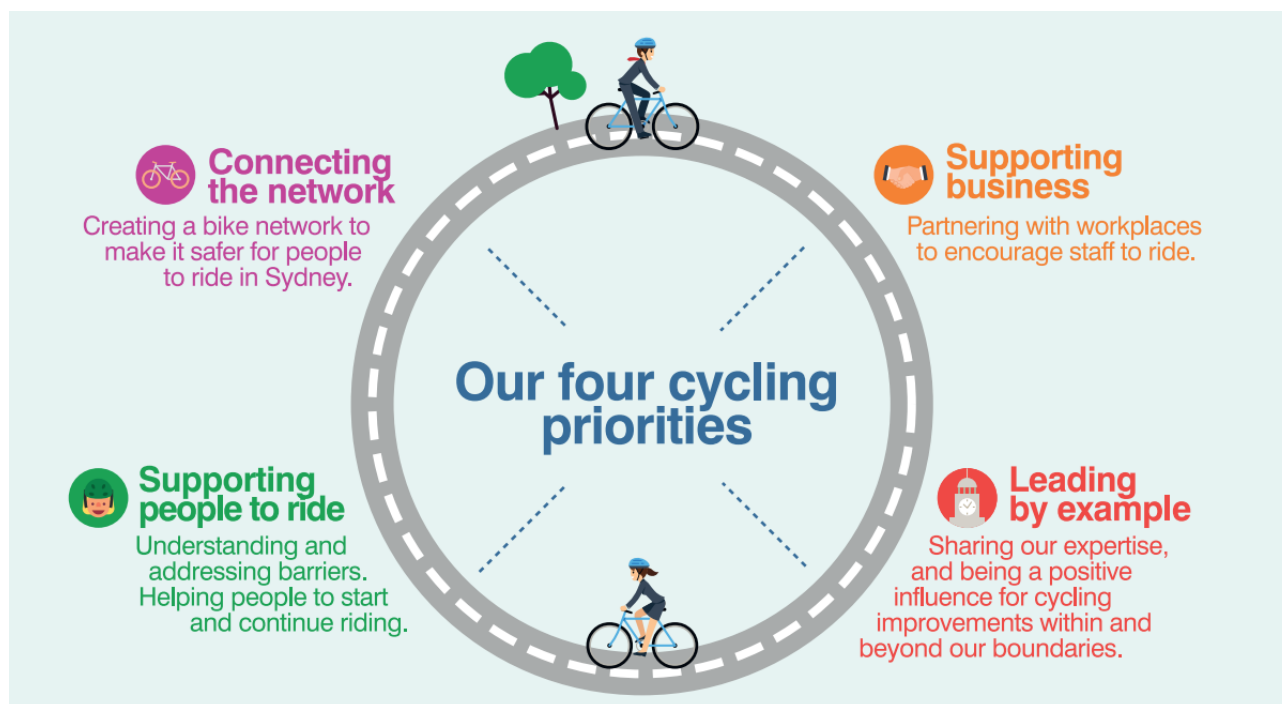 Connecting
the network
Creating a bike network to
make it safer for people
to ride in Sydney.
Supporting
business
Partnering with workplaces
to encourage staff to ride.
Our four cycling
priorities
Supporting
people to ride
Understanding and
addressing barriers.
Helping people to start
and continue riding.
Leading
by example
Sharing our expertise,
and being a positive
influence for cycling
improvements within and
beyond our boundaries.